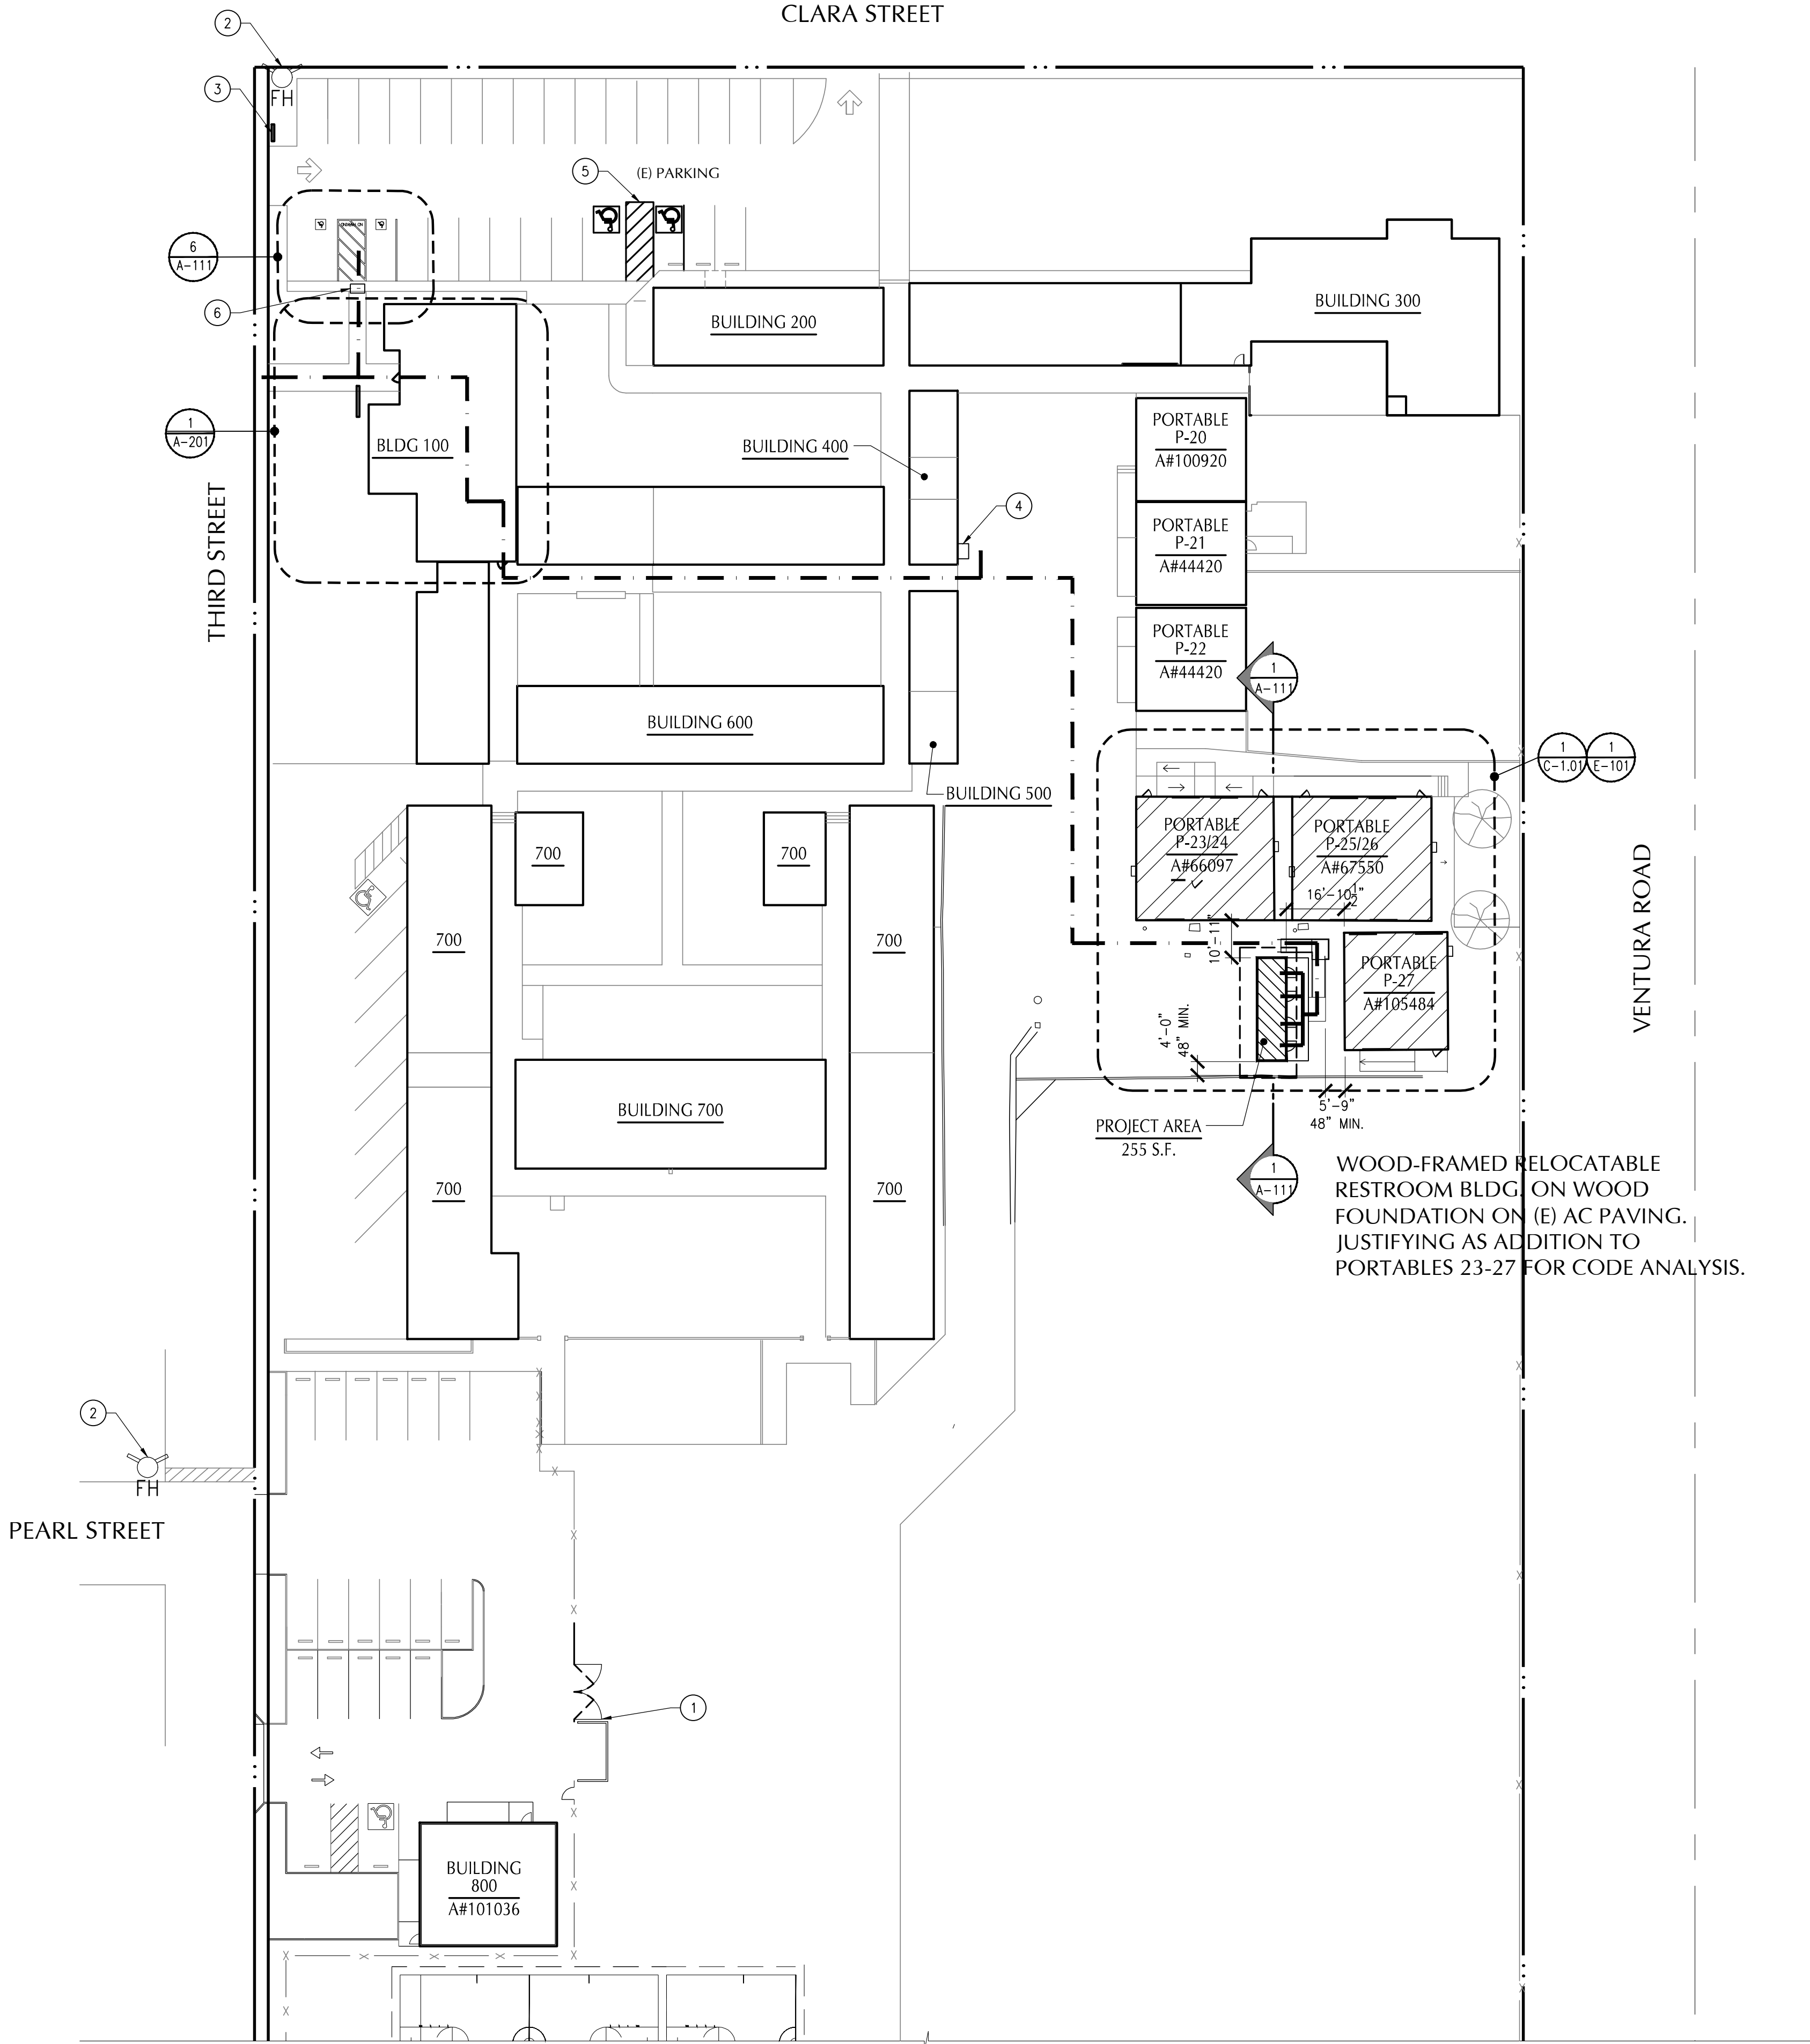 CLARA STREET
2
FH
3
5
(E) PARKING
NO PARKING
6
A-111
6
BUILDING 200
BUILDING 300
1
A-201
BLDG 100
BUILDING 400
4
PORTABLE
P-20
A#100920
PORTABLE
P-21
A#44420
PORTABLE
P-22
A#44420
THIRD STREET
1
A-111
BUILDING 600
BUILDING 500
1
C-1.01
1
E-101
700
700
700
700
PORTABLE
P-23/24
A#66097
PORTABLE
P-25/26
A#67550
16'-10½"
10'-11"
PORTABLE
P-27
A#105484
VENTURA ROAD
4'-0"
48" MIN.
5'-9"
48" MIN.
PROJECT AREA
255 S.F.
BUILDING 700
700
700
1
A-111
WOOD-FRAMED RELOCATABLE
RESTROOM BLDG. ON WOOD
FOUNDATION ON (E) AC PAVING.
JUSTIFYING AS ADDITION TO
PORTABLES 23-27 FOR CODE ANALYSIS.
2
FH
PEARL STREET
1
BUILDING
800
A#101036